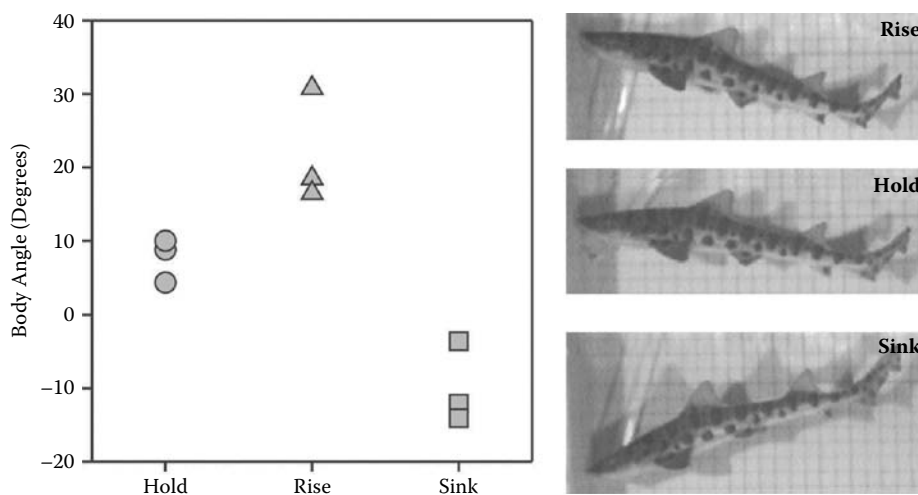 40
30
20
10
0
−10
−20
Body Angle (Degrees)
Hold
Rise
Sink
Rise
Hold
Sink